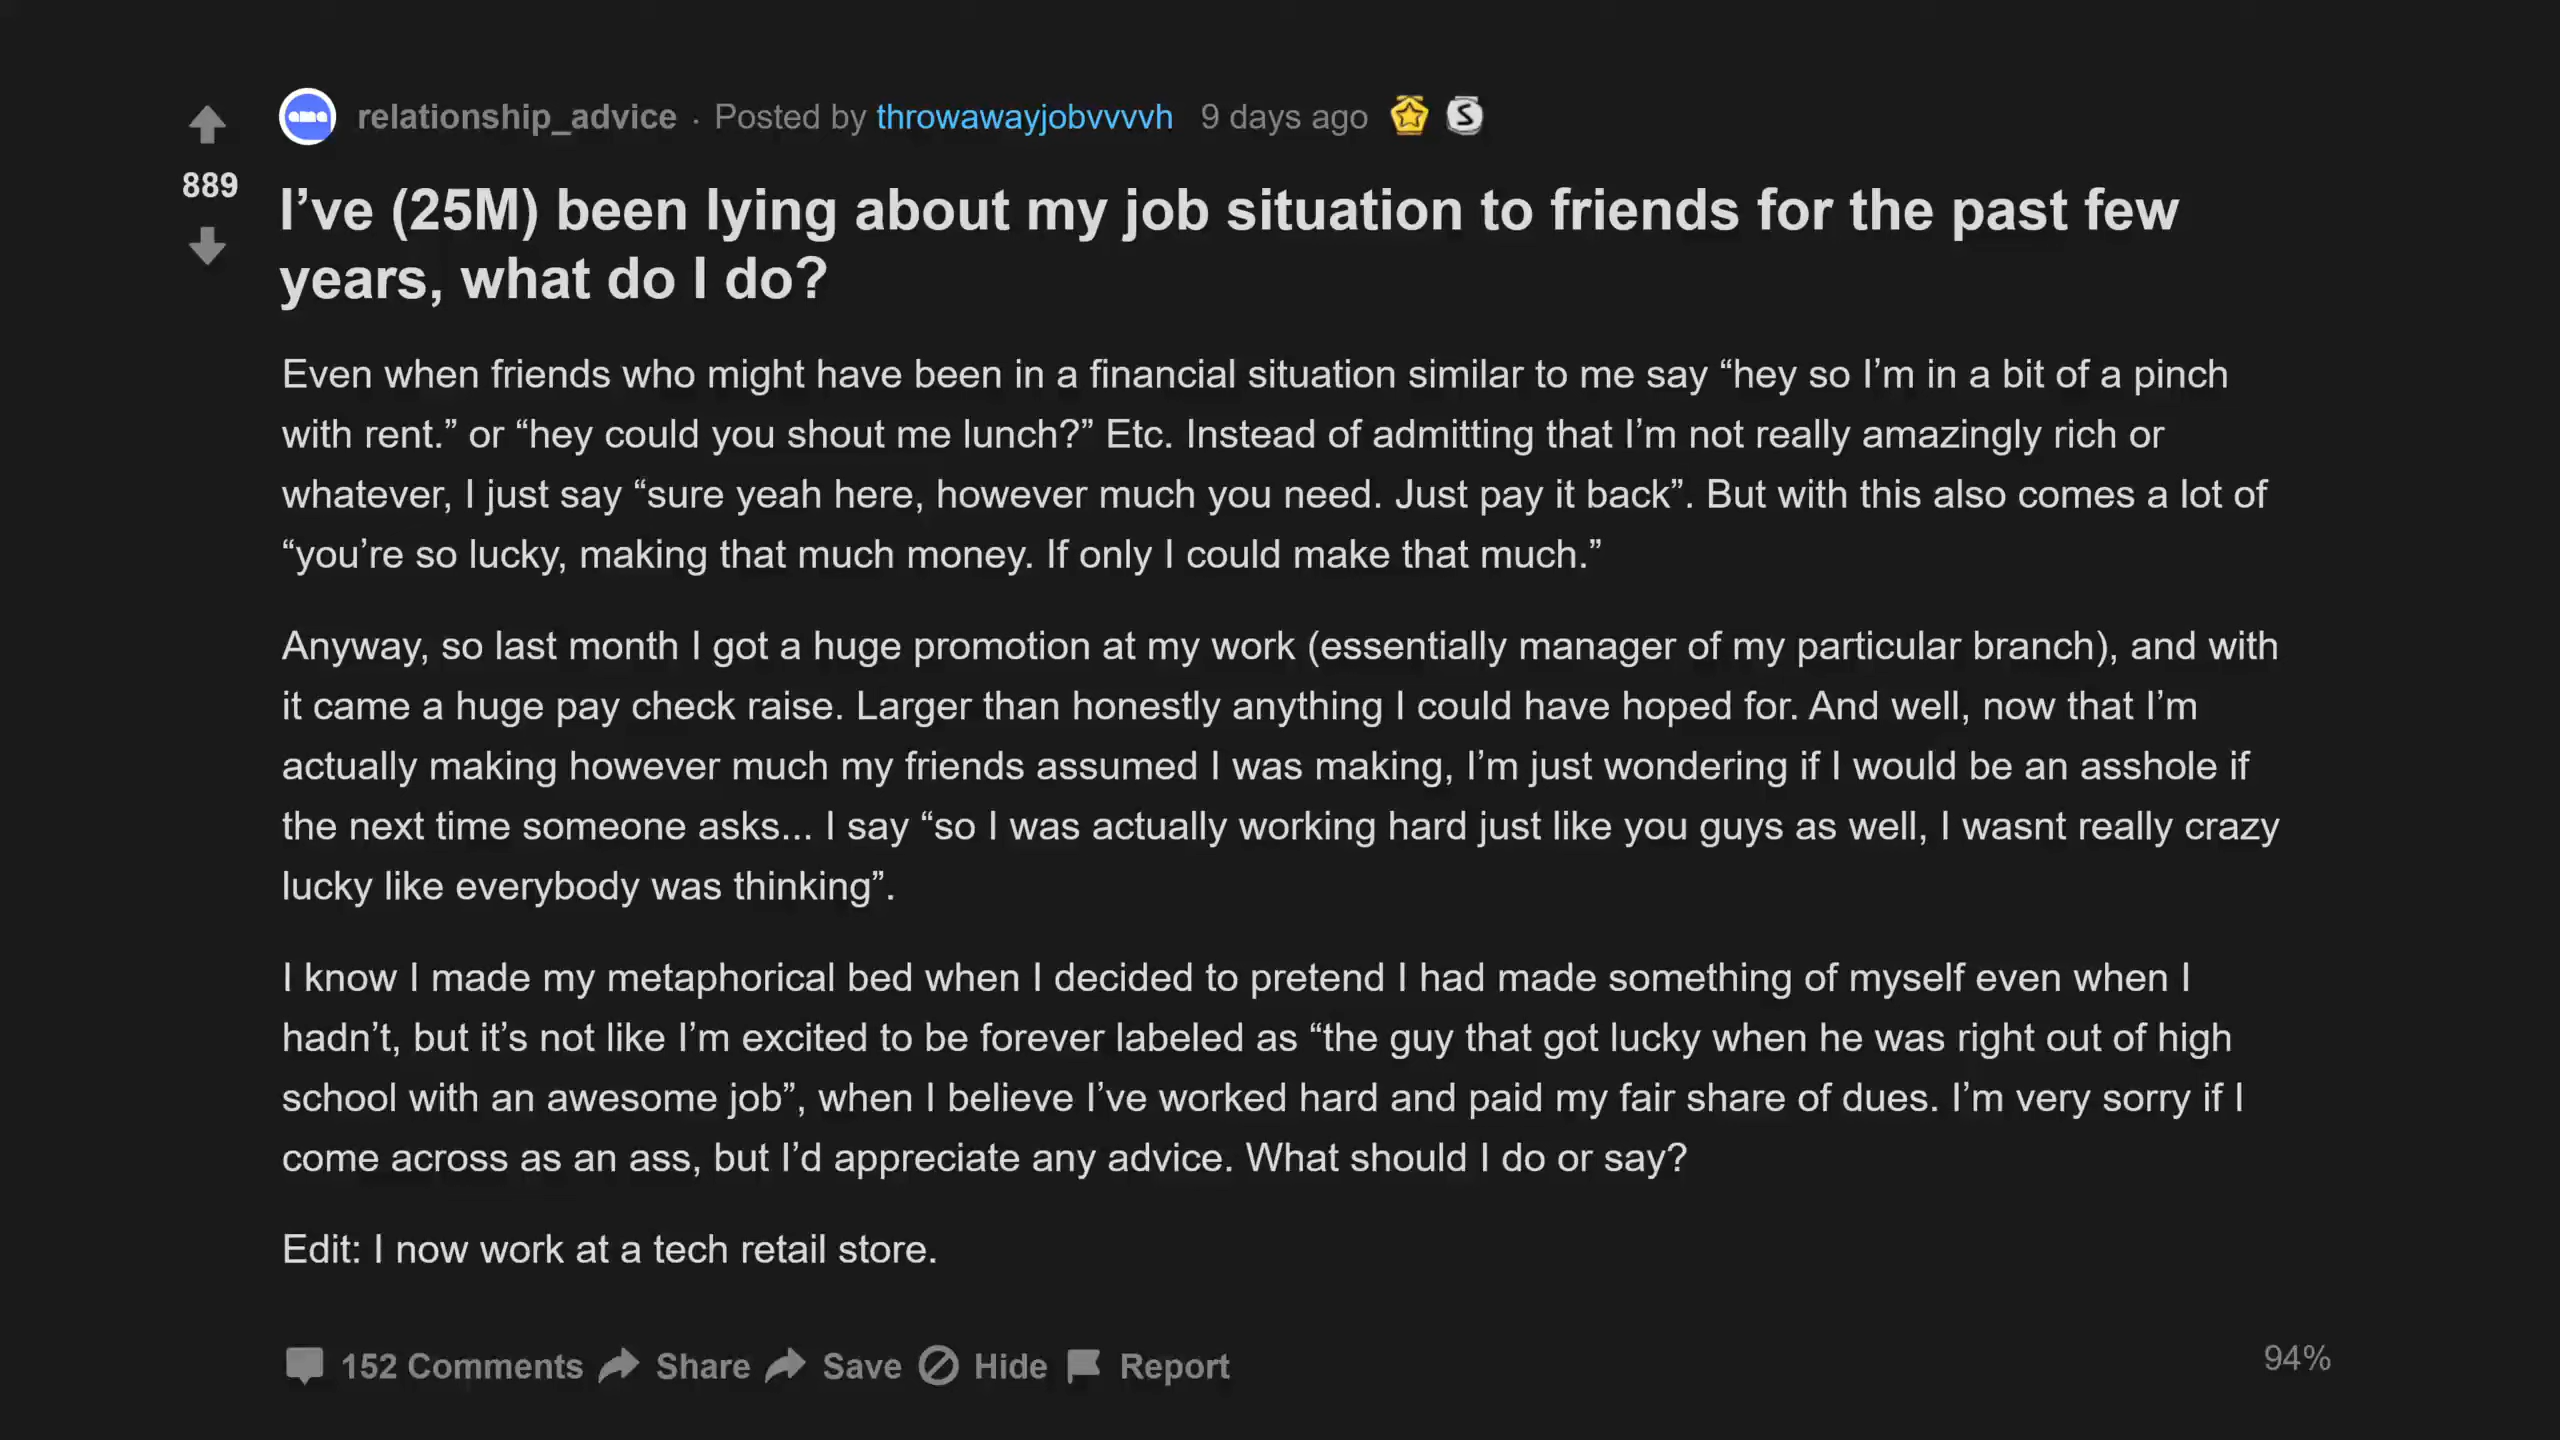 relationship_advice · Posted by throwawayjobvvvvh 9 days ago
889
I’ve (25M) been lying about my job situation to friends for the past few
years, what do I do?
Even when friends who might have been in a financial situation similar to me say “hey so I’m in a bit of a pinch
with rent.” or “hey could you shout me lunch?” Etc. Instead of admitting that I’m not really amazingly rich or
whatever, I just say “sure yeah here, however much you need. Just pay it back”. But with this also comes a lot of
“you’re so lucky, making that much money. If only I could make that much.”
Anyway, so last month I got a huge promotion at my work (essentially manager of my particular branch), and with
it came a huge pay check raise. Larger than honestly anything I could have hoped for. And well, now that I’m
actually making however much my friends assumed I was making, I’m just wondering if I would be an asshole if
the next time someone asks... I say “so I was actually working hard just like you guys as well, I wasnt really crazy
lucky like everybody was thinking”.
I know I made my metaphorical bed when I decided to pretend I had made something of myself even when I
hadn’t, but it’s not like I’m excited to be forever labeled as “the guy that got lucky when he was right out of high
school with an awesome job”, when I believe I’ve worked hard and paid my fair share of dues. I’m very sorry if I
come across as an ass, but I’d appreciate any advice. What should I do or say?
Edit: I now work at a tech retail store.
152 Comments Share Save Hide Report
94%